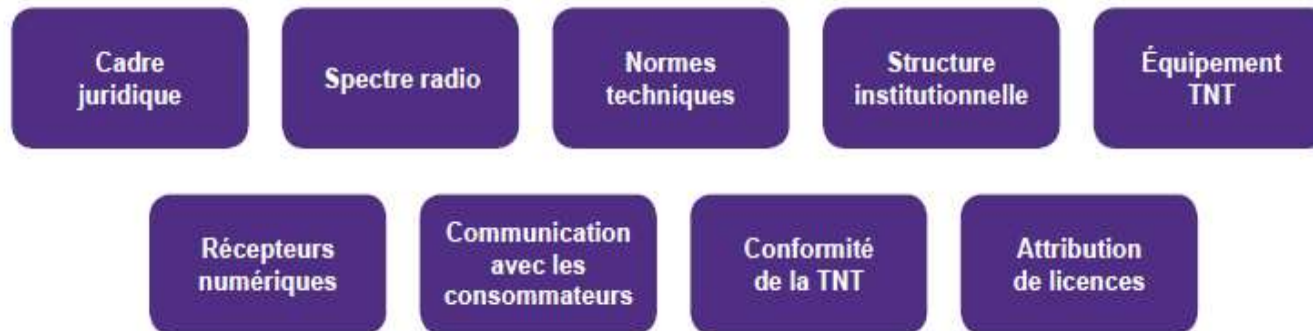 Cadre
juridique
Spectre radio
Normes
techniques
Structure
institutionnelle
Équipement
TNT
Récepteurs
numériques
Communication
avec les
consommateurs
Conformité
de la TNT
Attribution
de licences